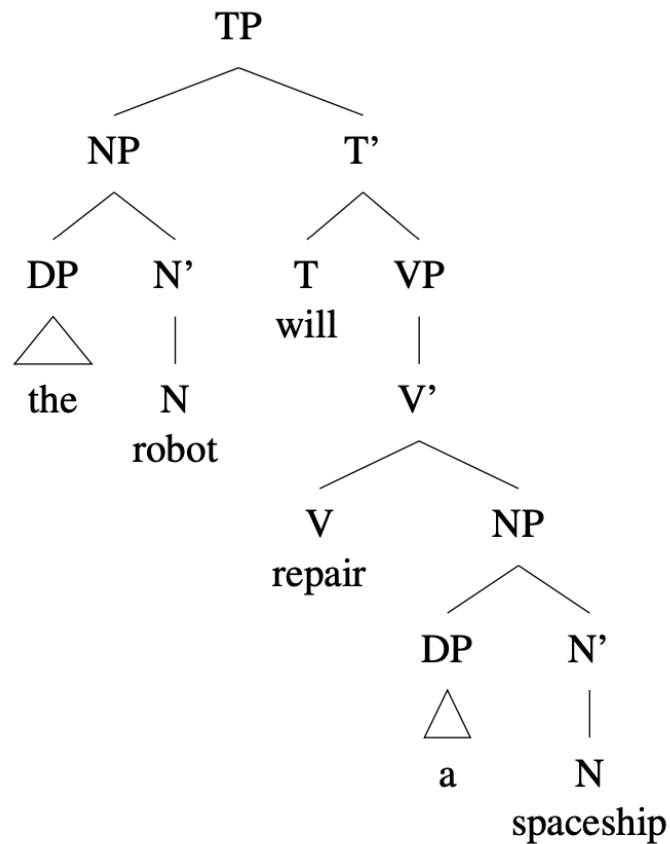 TP
NP T’
DP N’ T VP
will
the N V’
robot
V NP
repair
DP N’
a N
spaceship